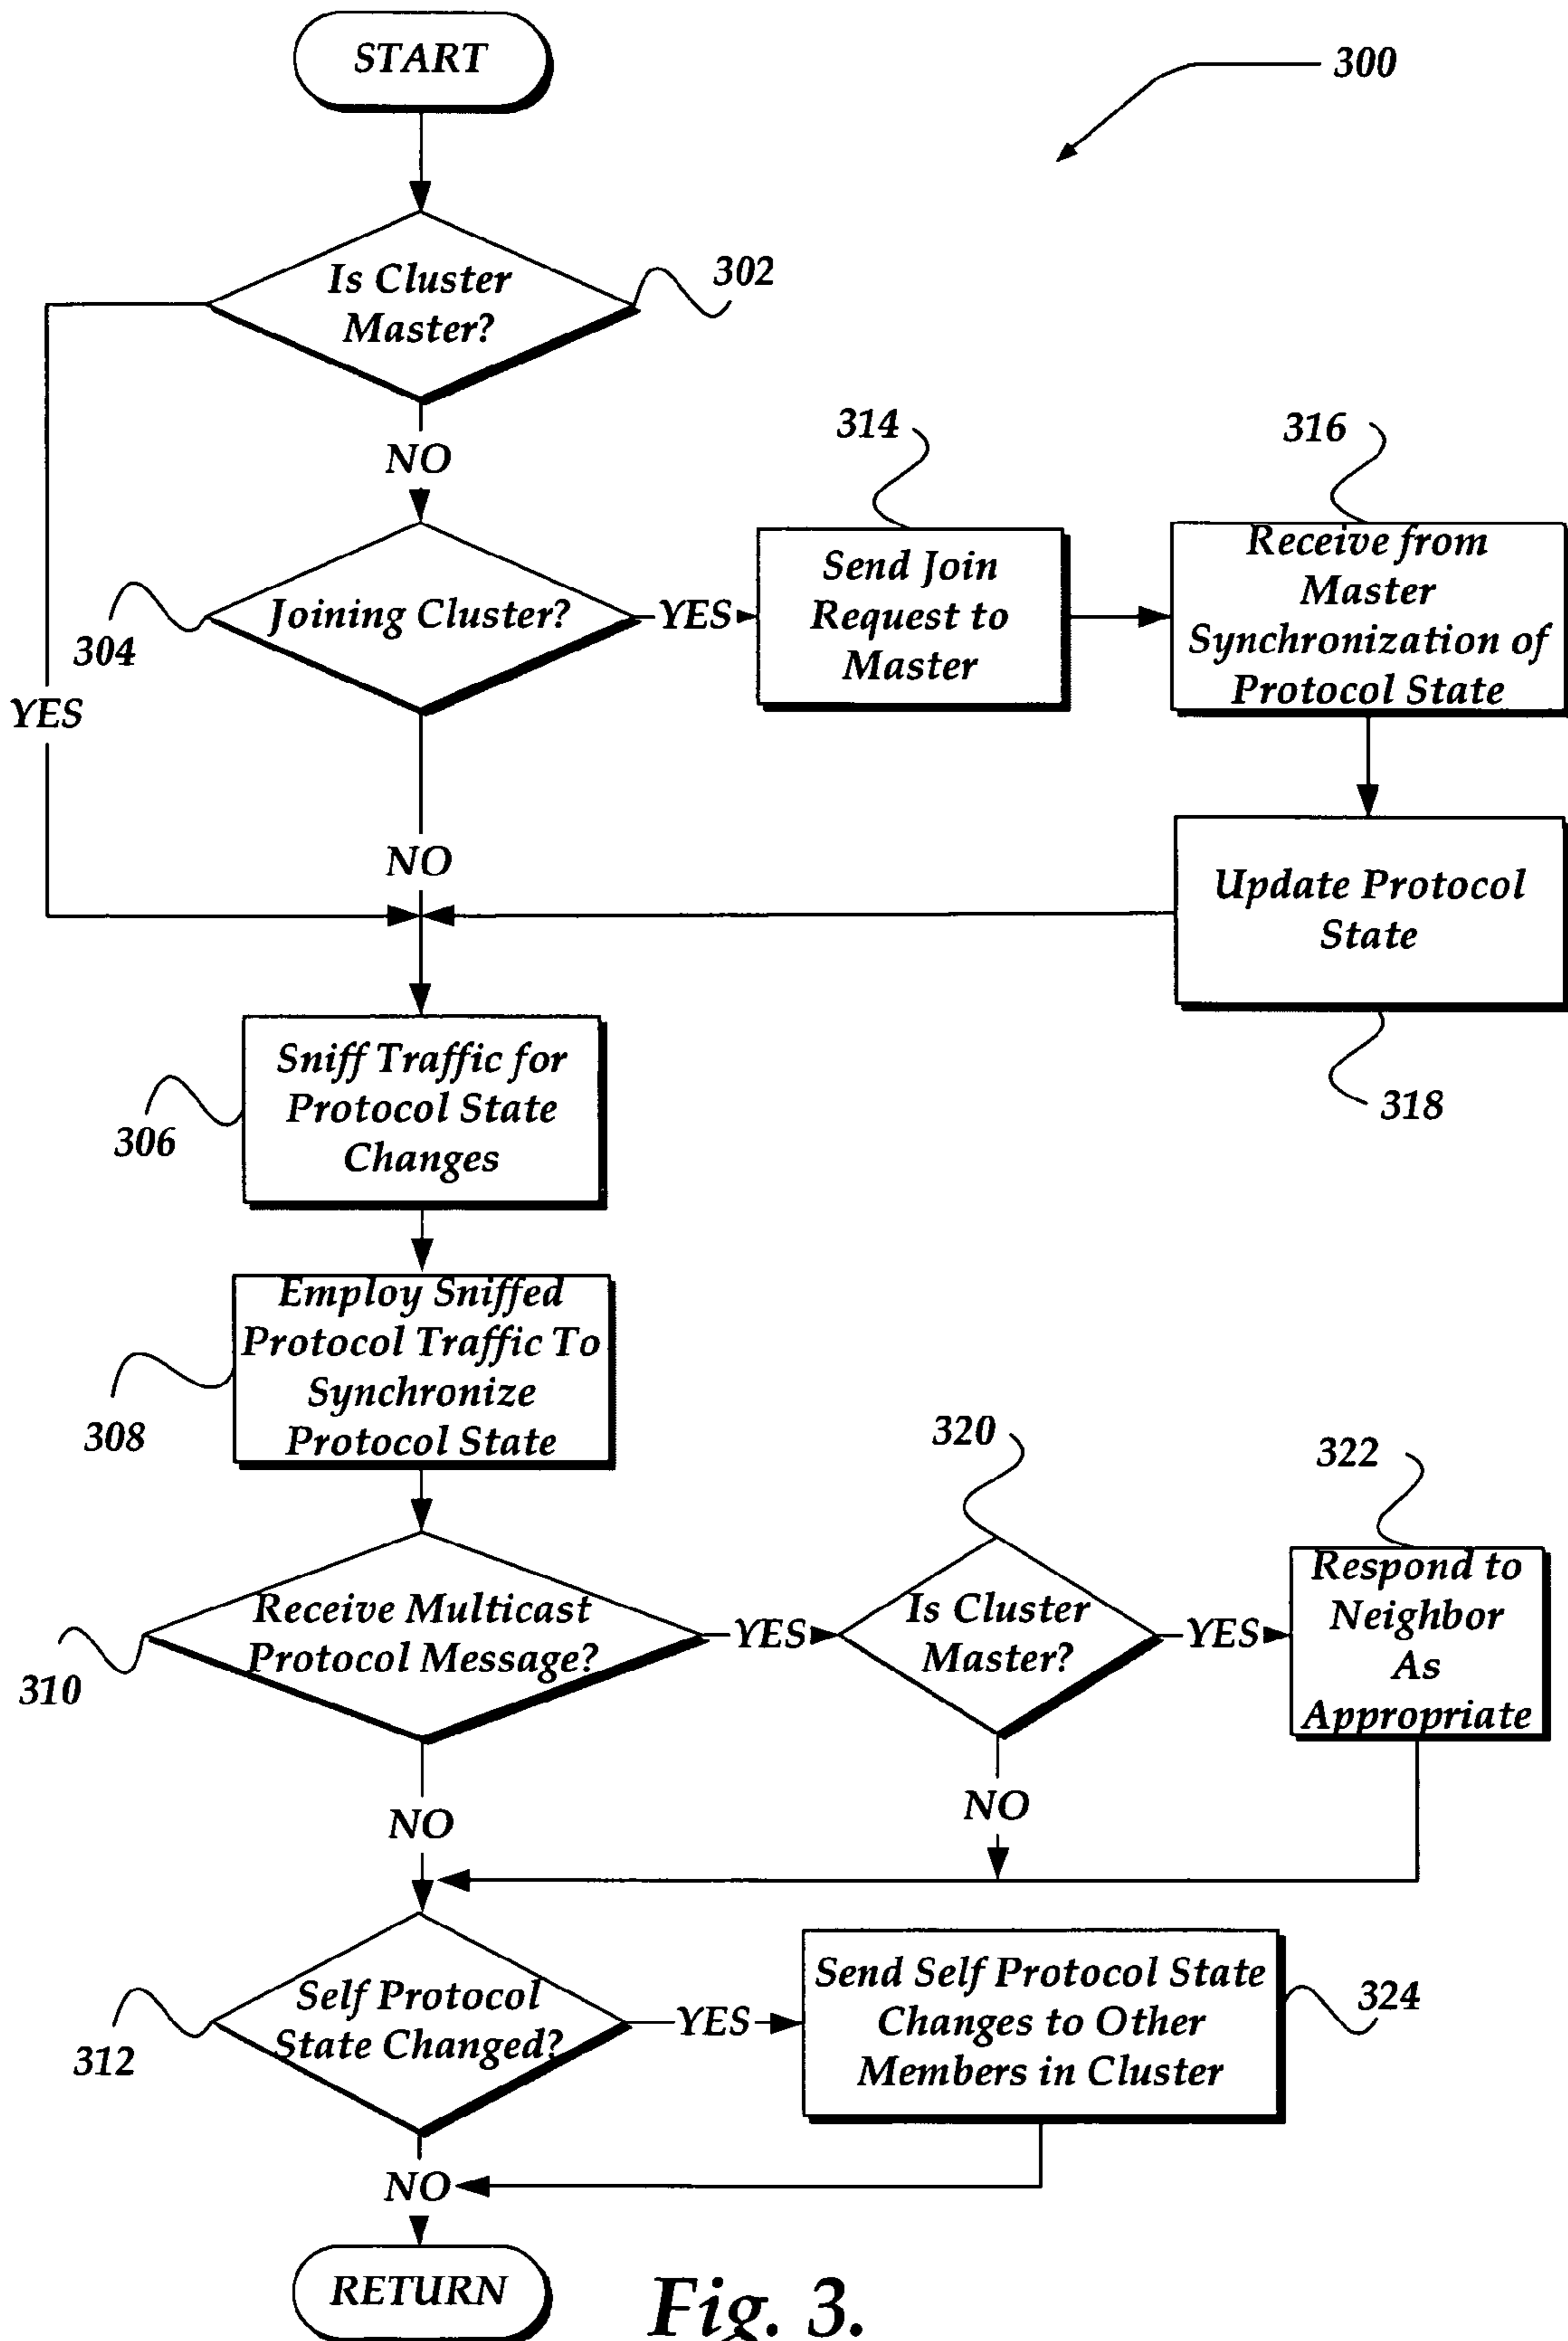 START
300
Is Cluster
Master?
302
NO
YES
314
316
Joining Cluster?
304
YES
Send Join
Request to
Master
Receive from
Master
Synchronization of
Protocol State
NO
Update Protocol
State
318
Sniff Traffic for
Protocol State
Changes
306
Employ Sniffed
Protocol Traffic To
Synchronize
Protocol State
308
320
322
Receive Multicast
Protocol Message?
310
YES
Is Cluster
Master?
YES
Respond to
Neighbor
As
Appropriate
NO
NO
Self Protocol
State Changed?
312
YES
Send Self Protocol State
Changes to Other
Members in Cluster
324
NO
RETURN
Fig. 3.